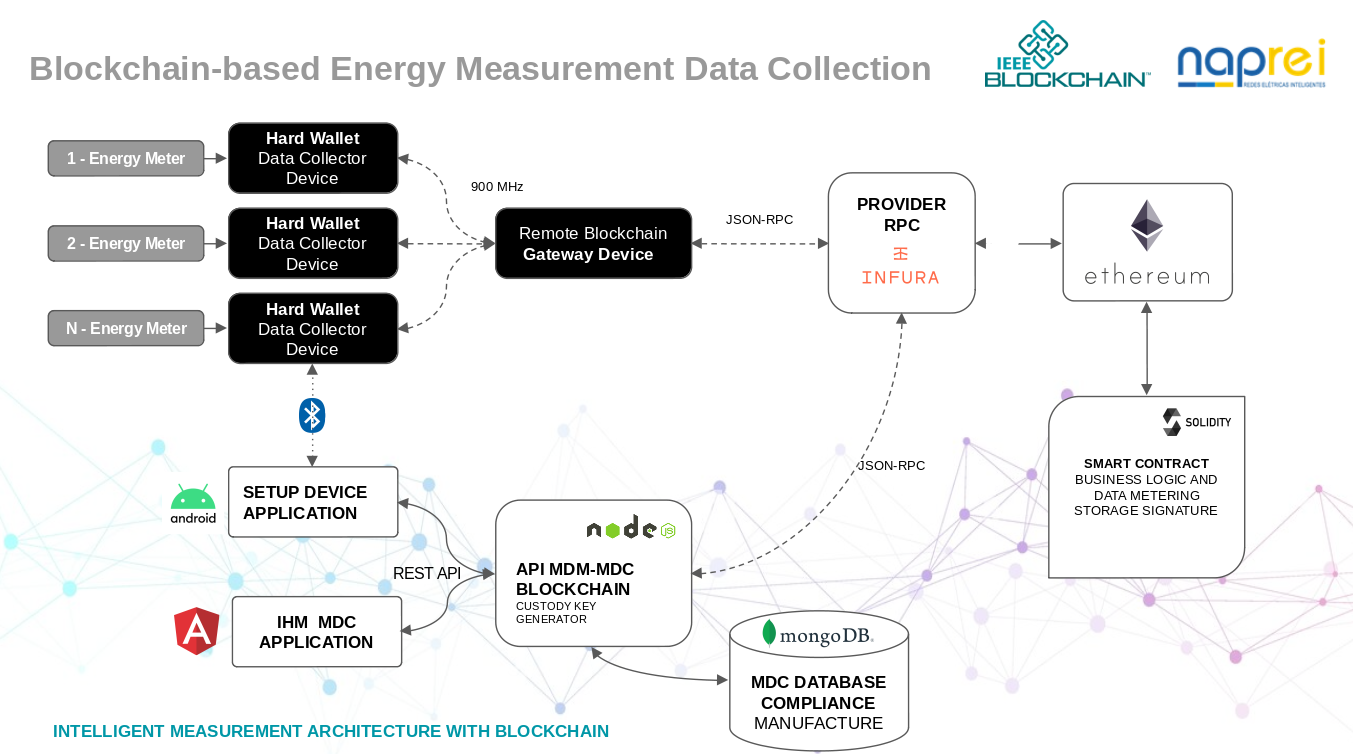 Blockchain-based Energy Measurement Data Collection
IEEE
BLOCKCHAIN™
naprei
REDES ELÉTRICAS INTELIGENTES
1 - Energy Meter
Hard Wallet
Data Collector
Device
900 MHz
2 - Energy Meter
Hard Wallet
Data Collector
Device
Remote Blockchain
Gateway Device
JSON-RPC
PROVIDER
RPC
INFURA
ethereum
N - Energy Meter
Hard Wallet
Data Collector
Device
SOLIDITY
SMART CONTRACT
BUSINESS LOGIC AND
DATA METERING
STORAGE SIGNATURE
JSON-RPC
android
SETUP DEVICE
APPLICATION
REST API
node
JS
API MDM-MDC
BLOCKCHAIN
CUSTODY KEY
GENERATOR
A
IHM  MDC
APPLICATION
mongoDB.
MDC DATABASE
COMPLIANCE
MANUFACTURE
INTELLIGENT MEASUREMENT ARCHITECTURE WITH BLOCKCHAIN